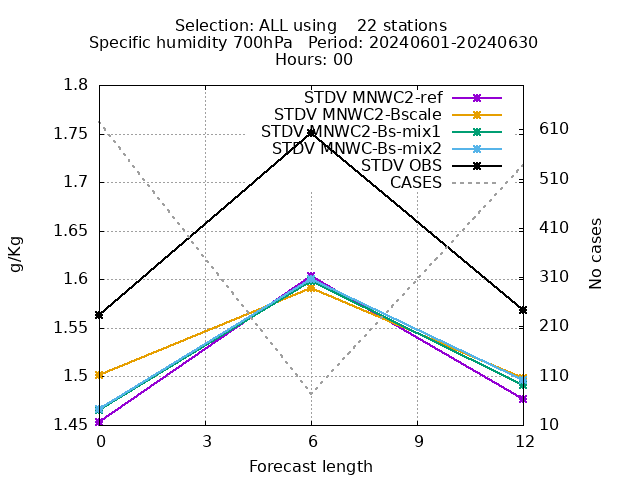 Selection: ALL using    22 stations
Specific humidity 700hPa   Period: 20240601-20240630
Hours: 00
STDV MNWC2-ref
STDV MNWC2-Bscale
STDV MNWC2-Bs-mix1
STDV MNWC-Bs-mix2
STDV OBS
CASES
1.8
1.75
1.7
1.65
1.6
1.55
1.5
1.45
g/Kg
610
510
410
310
210
110
10
No cases
0 3 6 9 12
Forecast length